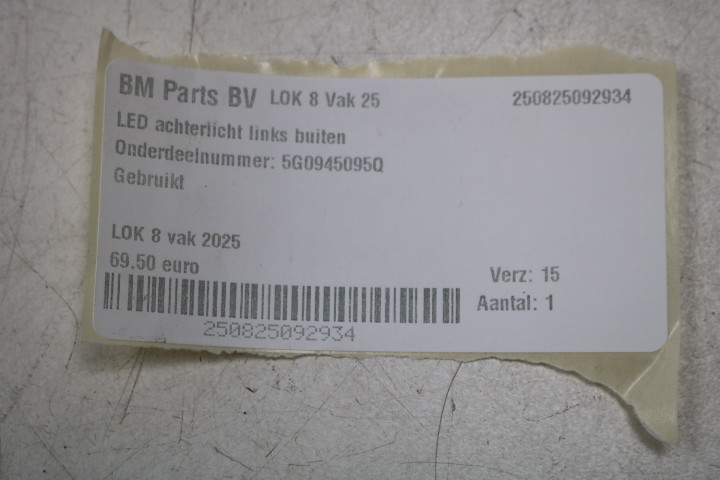 BM Parts BV LOK 8 Vak 25 250825092934
LED achterlicht links buiten
Onderdeelnummer: 5G0945095Q
Gebruikt
LOK 8 vak 2025
69.50 euro
Verz: 15
Aantal: 1
250825092934